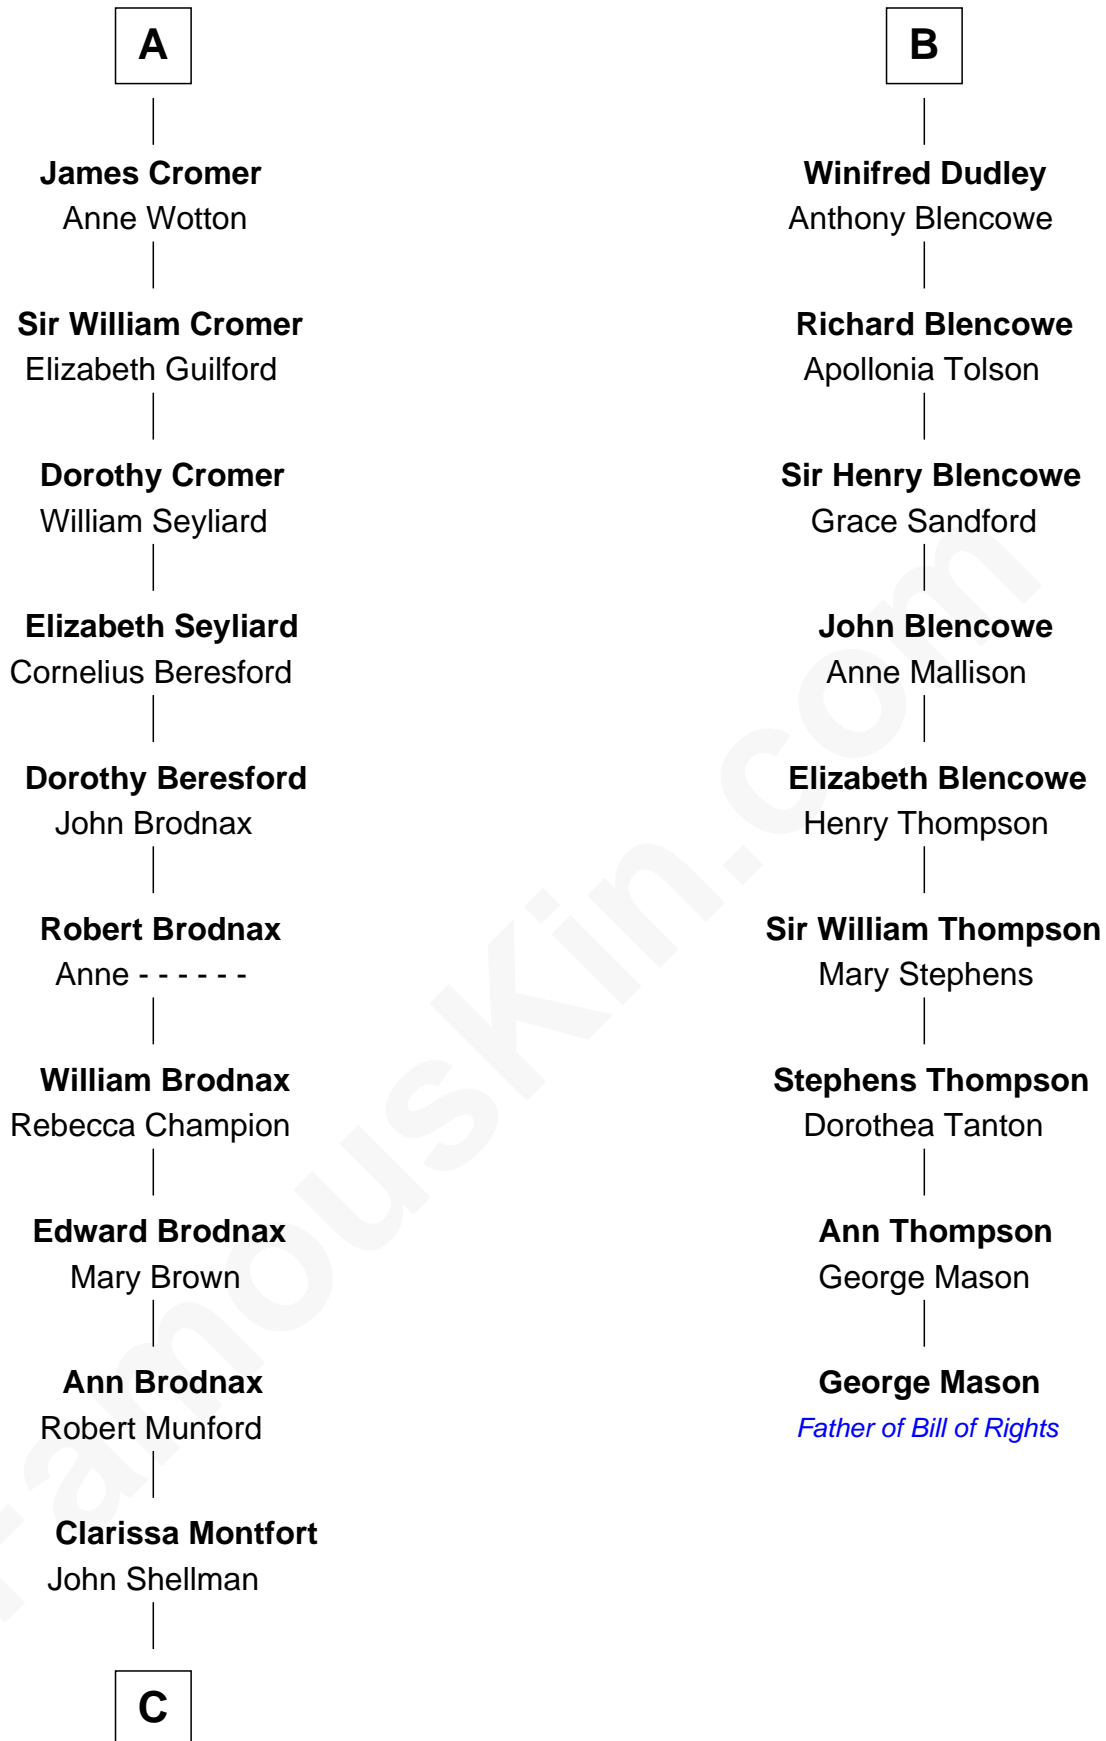 A
James Cromer
Anne Wotton
Sir William Cromer
Elizabeth Guilford
Dorothy Cromer
William Seyliard
Elizabeth Seyliard
Cornelius Beresford
Dorothy Beresford
John Brodnax
Robert Brodnax
Anne - - - - - -
William Brodnax
Rebecca Champion
Edward Brodnax
Mary Brown
Ann Brodnax
Robert Munford
Clarissa Montfort
John Shellman
C
B
Winifred Dudley
Anthony Blencowe
Richard Blencowe
Apollonia Tolson
Sir Henry Blencowe
Grace Sandford
John Blencowe
Anne Mallison
Elizabeth Blencowe
Henry Thompson
Sir William Thompson
Mary Stephens
Stephens Thompson
Dorothea Tanton
Ann Thompson
George Mason
George Mason
Father of Bill of Rights
FamousKin.com